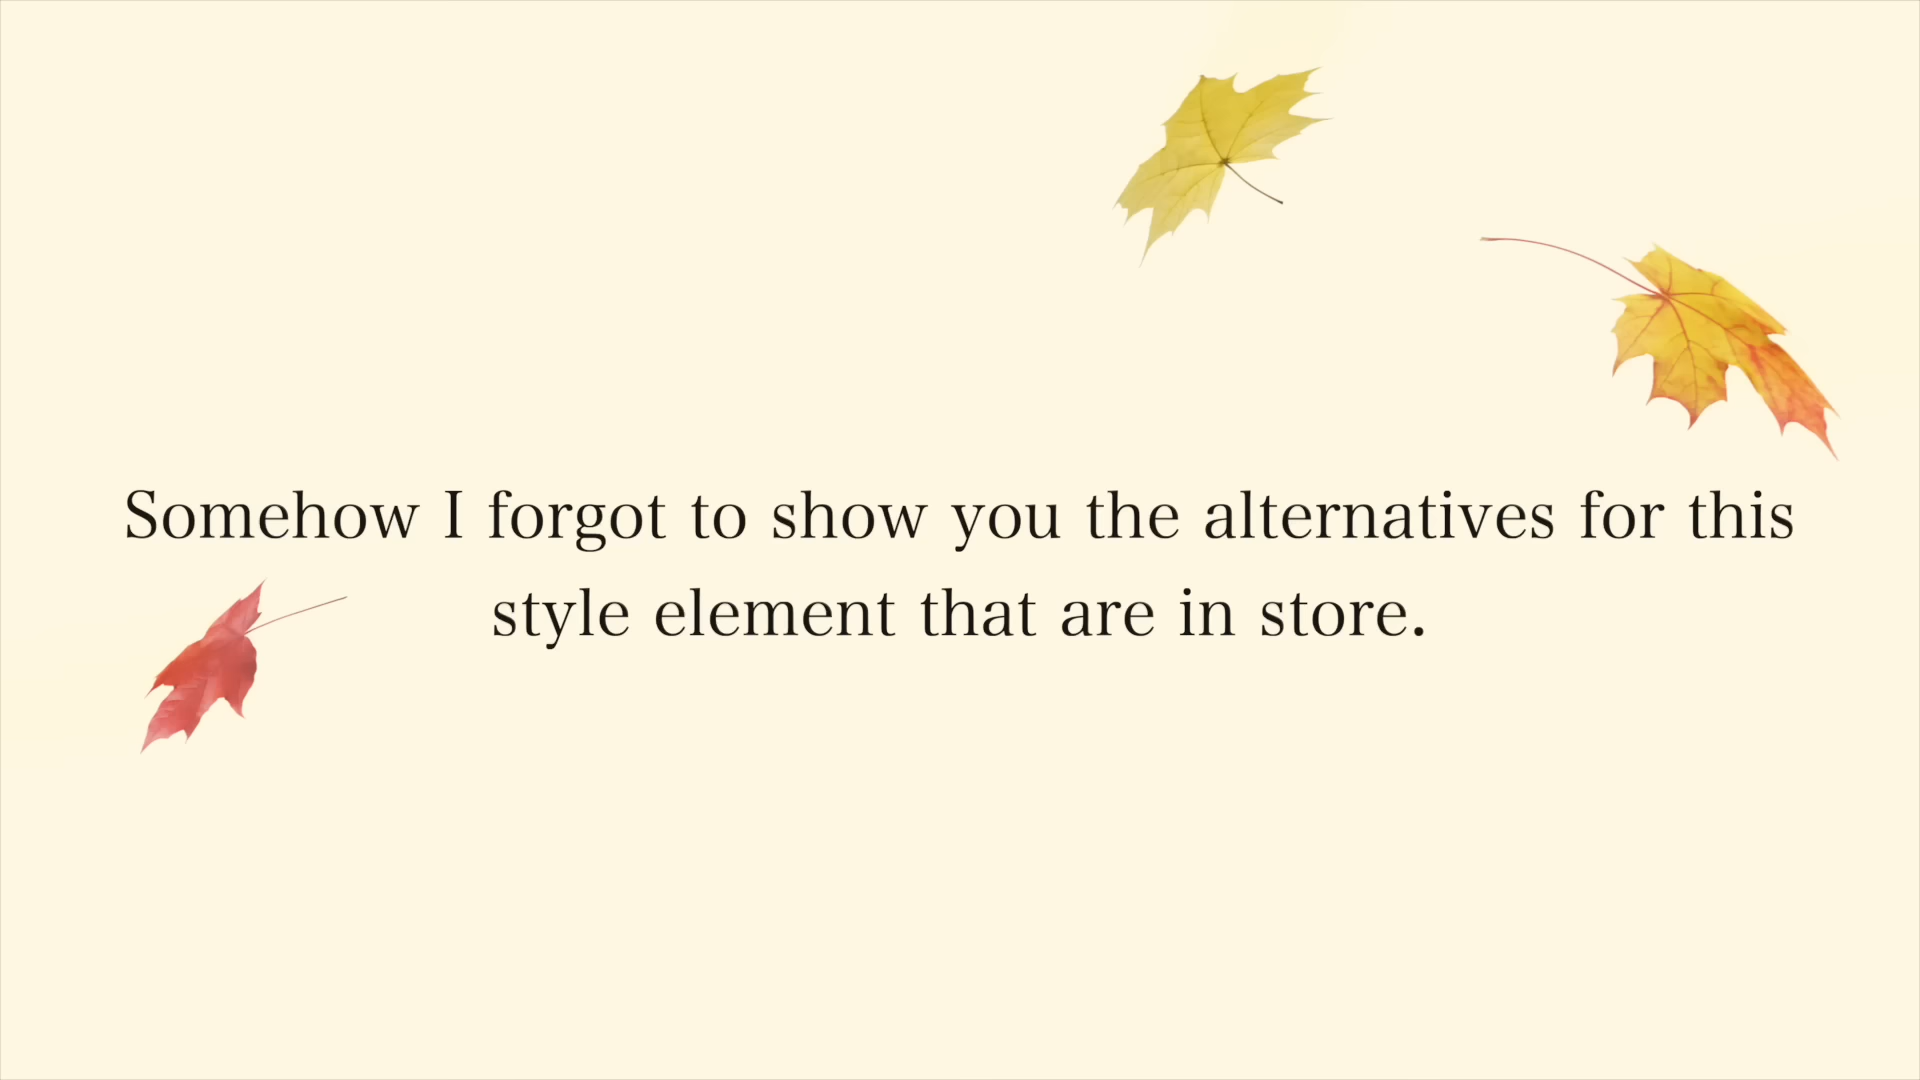 Somehow I forgot to show you the alternatives for this
style element that are in store.